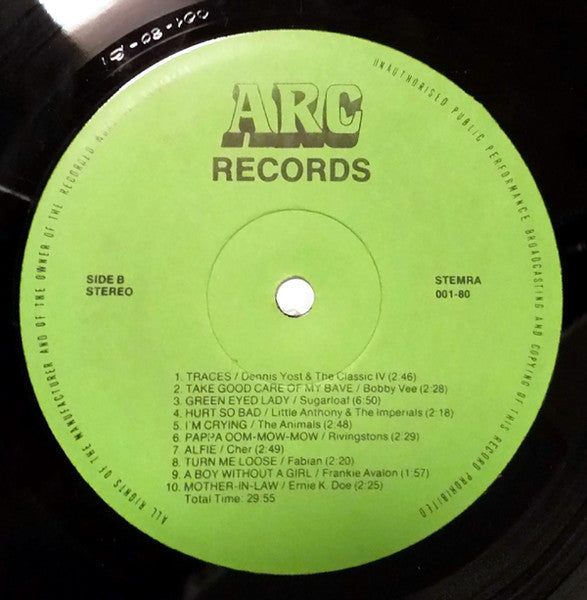 ARC
RECORDS
SIDE B
STEREO
STEMRA
001-80
1. TRACES / Dennis Yost & The Classic IV (2:46)
2. TAKE GOOD CARE OF MY BAVE / Bobby Vee (2:28)
3. GREEN EYED LADY / Sugarloaf (6:50)
4. HURT SO BAD / Little Anthony & The Imperials (2:18)
5. I'M CRYING / The Animals (2:48)
6. PAPPA OOM-MOW-MOW / Rivingstons (2:29)
7. ALFIE / Cher (2:49)
8. TURN ME LOOSE / Fabian (2:20)
9. A BOY WITHOUT A GIRL / Frankie Avalon (1:57)
10. MOTHER-IN-LAW / Ernie K. Doe (2:25)
Total Time: 29:55
ALL RIGHTS OF THE MANUFACTURER AND OF THE OWNER OF THE RECORDED
UNAUTHORISED PUBLIC PERFORMANCE BROADCASTING AND COPYING OF THIS RECORD PROHIBITED